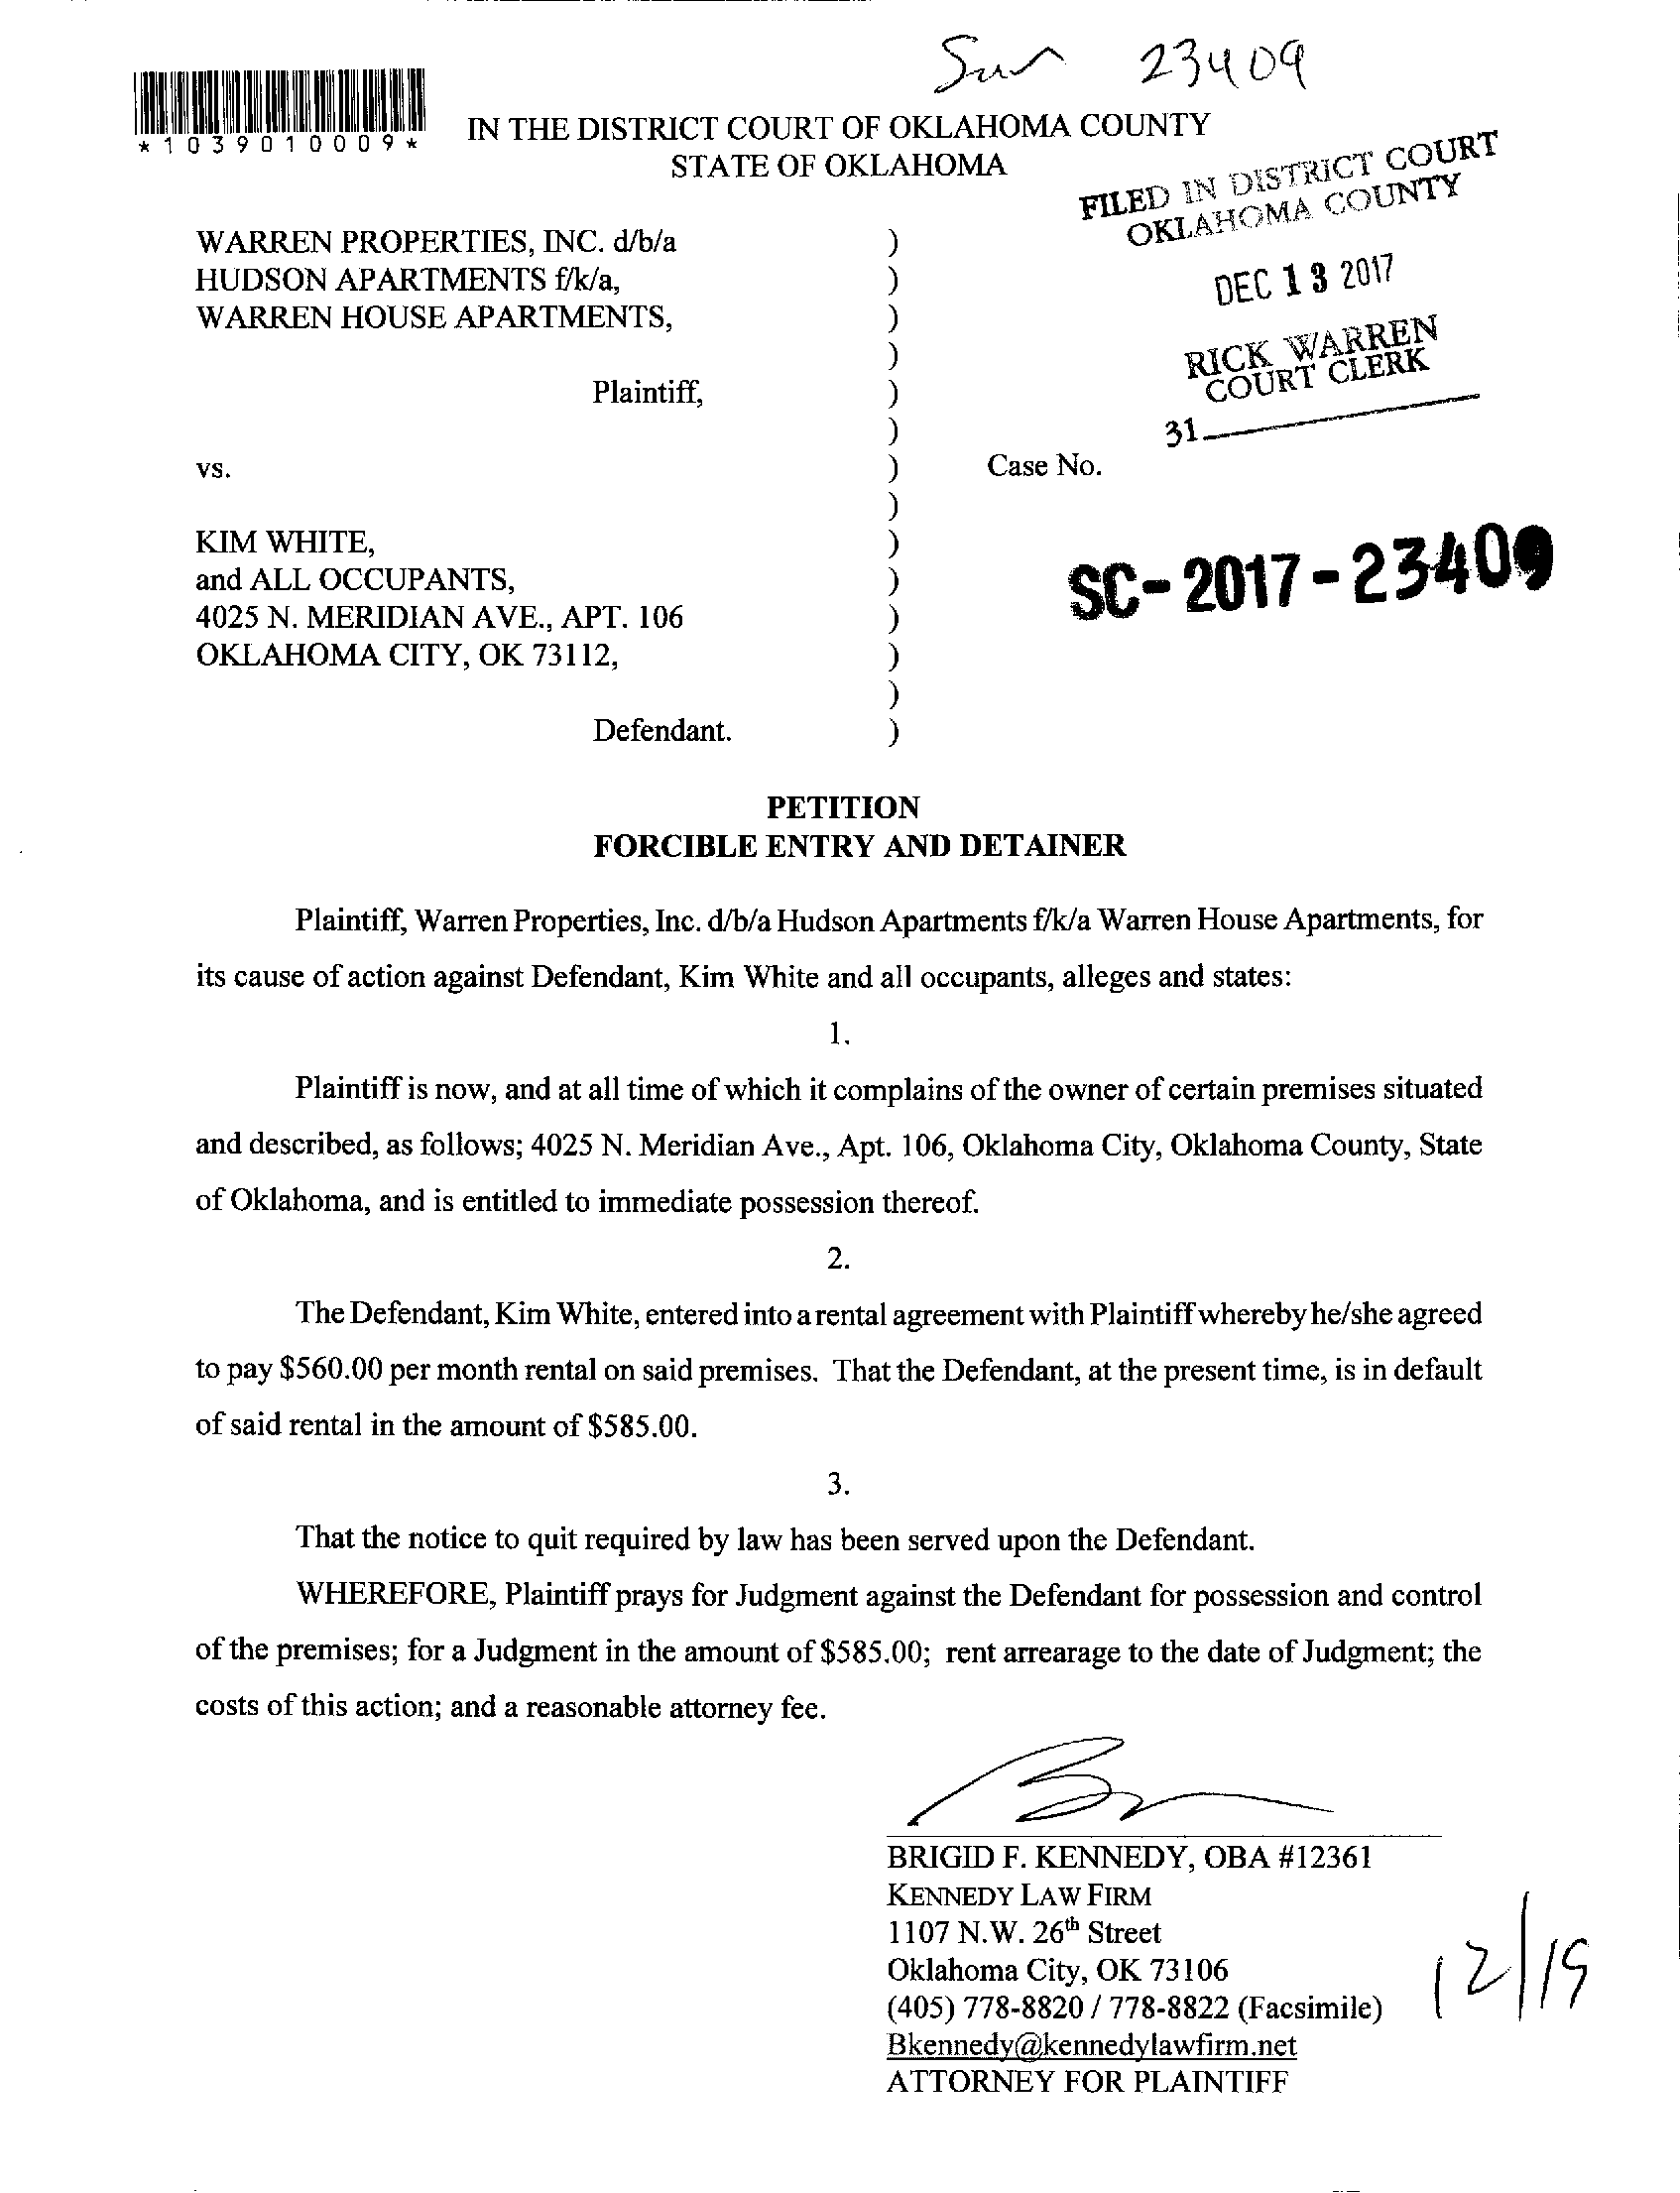 Sum 23409
*1039010009*
IN THE DISTRICT COURT OF OKLAHOMA COUNTY
STATE OF OKLAHOMA
FILED IN DISTRICT COURT
OKLAHOMA COUNTY
DEC 13 2017
RICK WARREN
COURT CLERK
31
WARREN PROPERTIES, INC. d/b/a )
HUDSON APARTMENTS f/k/a, )
WARREN HOUSE APARTMENTS, )
)
Plaintiff, )
)
vs. ) Case No.
)
KIM WHITE, )
and ALL OCCUPANTS, ) SC-2017-23409
4025 N. MERIDIAN AVE., APT. 106 )
OKLAHOMA CITY, OK 73112, )
)
Defendant. )
PETITION
FORCIBLE ENTRY AND DETAINER
Plaintiff, Warren Properties, Inc. d/b/a Hudson Apartments f/k/a Warren House Apartments, for
its cause of action against Defendant, Kim White and all occupants, alleges and states:
1.
Plaintiff is now, and at all time of which it complains of the owner of certain premises situated
and described, as follows; 4025 N. Meridian Ave., Apt. 106, Oklahoma City, Oklahoma County, State
of Oklahoma, and is entitled to immediate possession thereof.
2.
The Defendant, Kim White, entered into a rental agreement with Plaintiff whereby he/she agreed
to pay $560.00 per month rental on said premises. That the Defendant, at the present time, is in default
of said rental in the amount of $585.00.
3.
That the notice to quit required by law has been served upon the Defendant.
WHEREFORE, Plaintiff prays for Judgment against the Defendant for possession and control
of the premises; for a Judgment in the amount of $585.00; rent arrearage to the date of Judgment; the
costs of this action; and a reasonable attorney fee.
BRIGID F. KENNEDY, OBA #12361
KENNEDY LAW FIRM
1107 N.W. 26th Street
Oklahoma City, OK 73106
(405) 778-8820 / 778-8822 (Facsimile)
Bkennedy@kennedylawfirm.net
ATTORNEY FOR PLAINTIFF
12/19